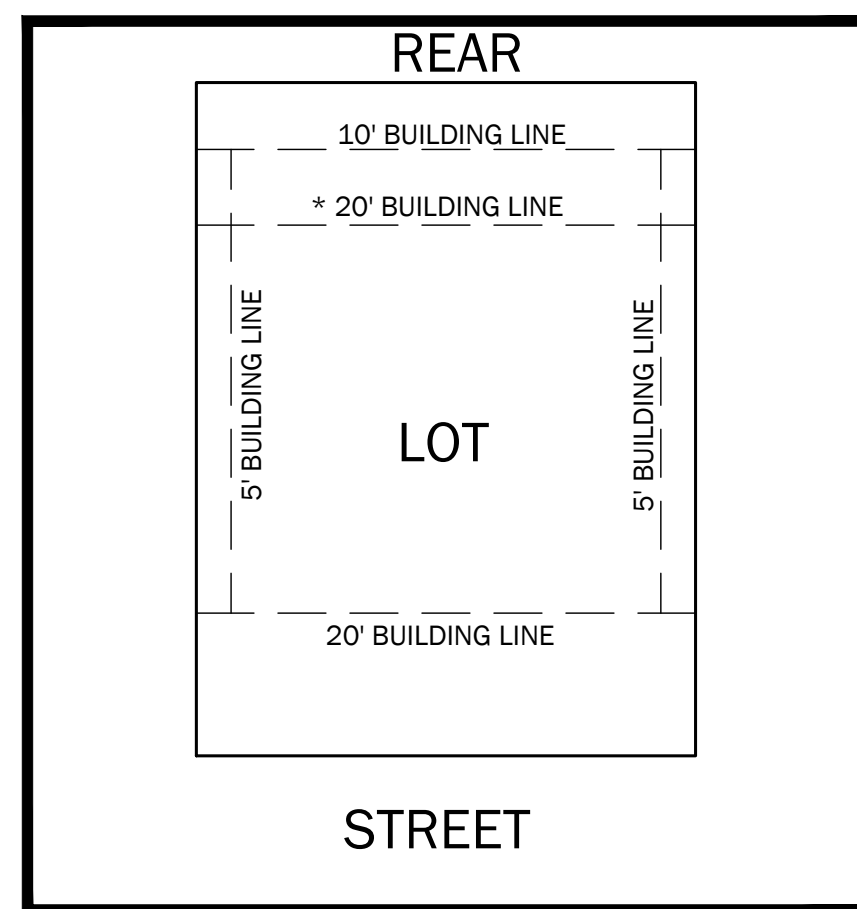 REAR
10' BUILDING LINE
* 20' BUILDING LINE
5' BUILDING LINE
5' BUILDING LINE
LOT
20' BUILDING LINE
STREET